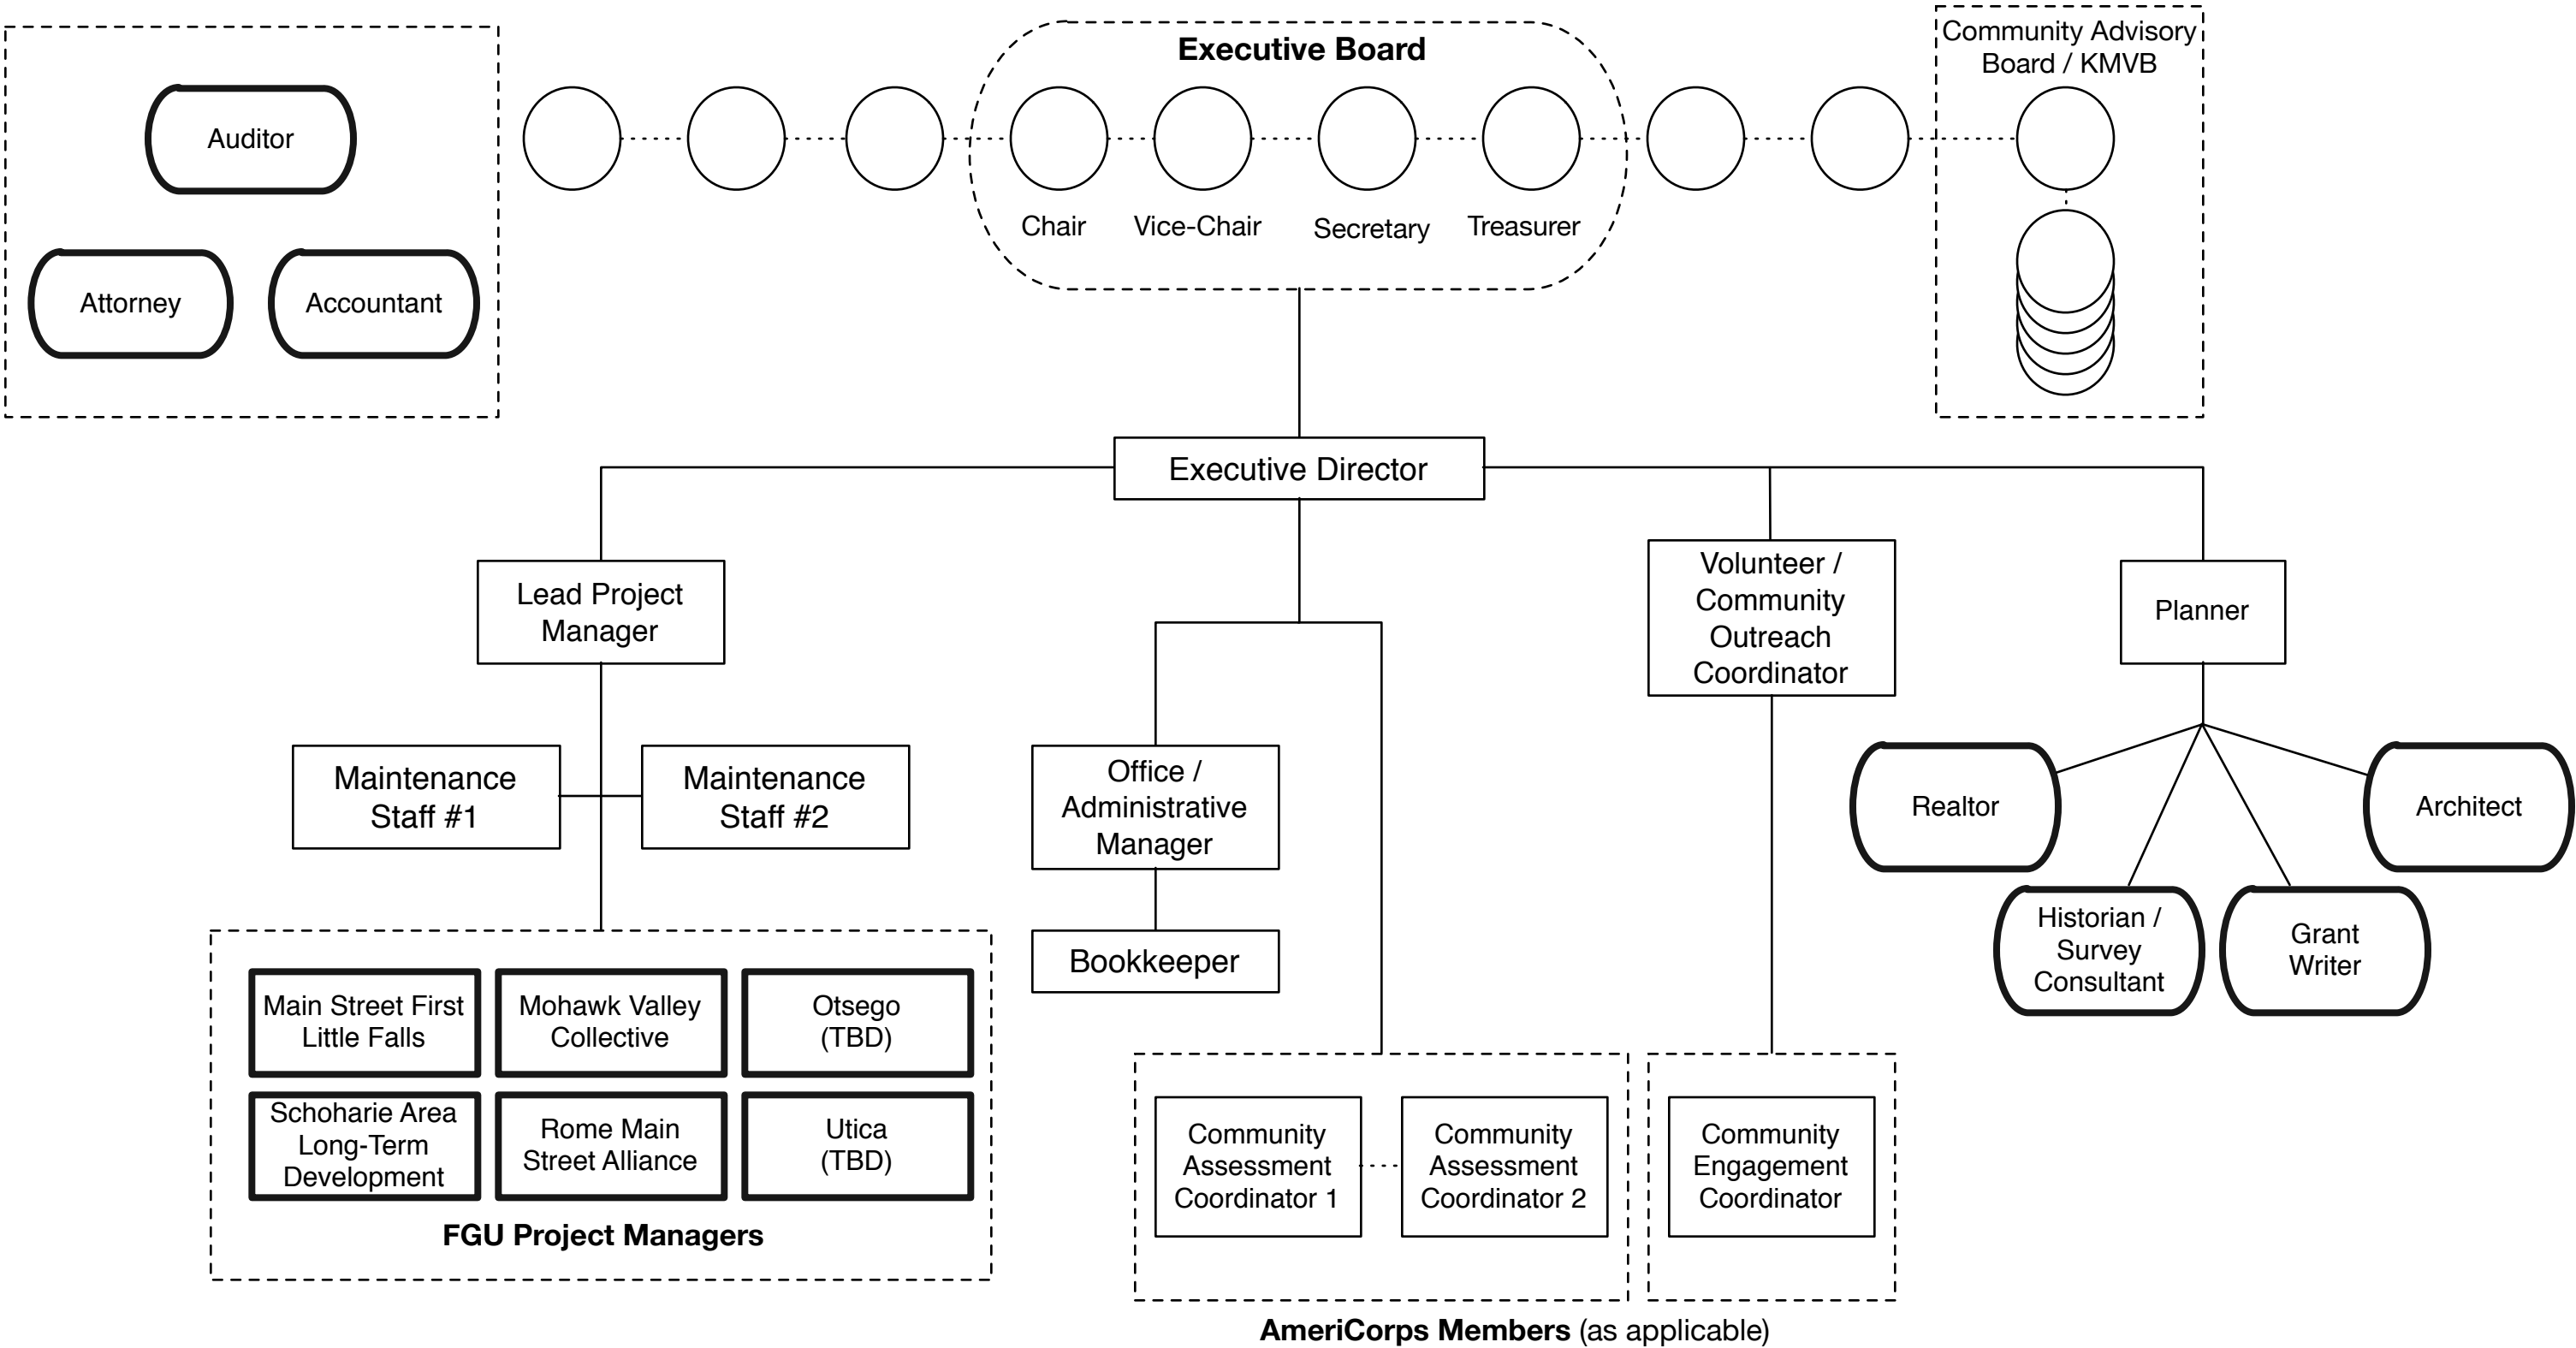 Executive Board
Community Advisory
Board / KMVB
Auditor
Attorney
Accountant
Chair
Vice-Chair
Secretary
Treasurer
Executive Director
Lead Project
Manager
Volunteer /
Community
Outreach
Coordinator
Planner
Maintenance
Staff #1
Maintenance
Staff #2
Office /
Administrative
Manager
Bookkeeper
Realtor
Historian /
Survey
Consultant
Grant
Writer
Architect
Main Street First
Little Falls
Mohawk Valley
Collective
Otsego
(TBD)
Schoharie Area
Long-Term
Development
Rome Main
Street Alliance
Utica
(TBD)
FGU Project Managers
Community
Assessment
Coordinator 1
Community
Assessment
Coordinator 2
Community
Engagement
Coordinator
AmeriCorps Members (as applicable)